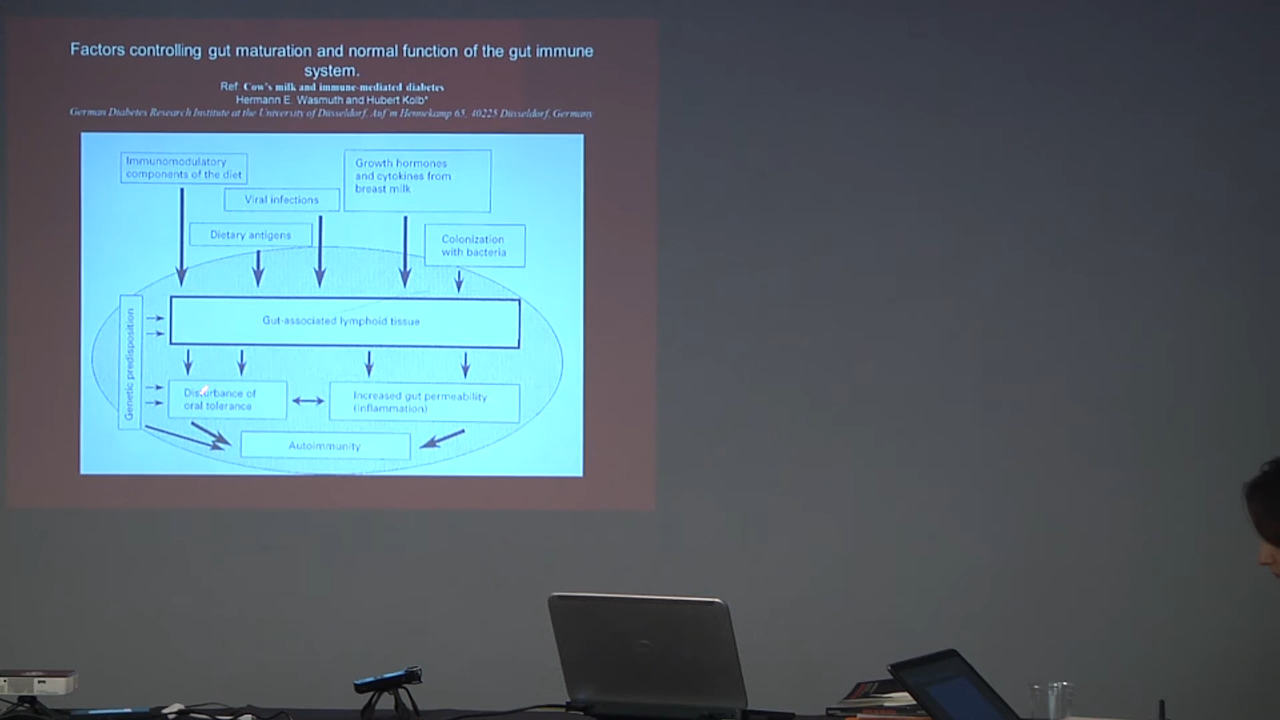 Factors controlling gut maturation and normal function of the gut immune
system.
Ref: Cow's milk and immune-mediated diabetes
Hermann E. Wasmuth and Hubert Kolb*
German Diabetes Research Institute at the University of Düsseldorf, Auf'm Hennekamp 65, 40225 Düsseldorf, Germany
Immunomodulatory
components of the diet
Growth hormones
and cytokines from
breast milk
Viral infections
Dietary antigens
Colonization
with bacteria
Genetic predisposition
Gut-associated lymphoid tissue
Disturbance of
oral tolerance
Increased gut permeability
(inflammation)
Autoimmunity